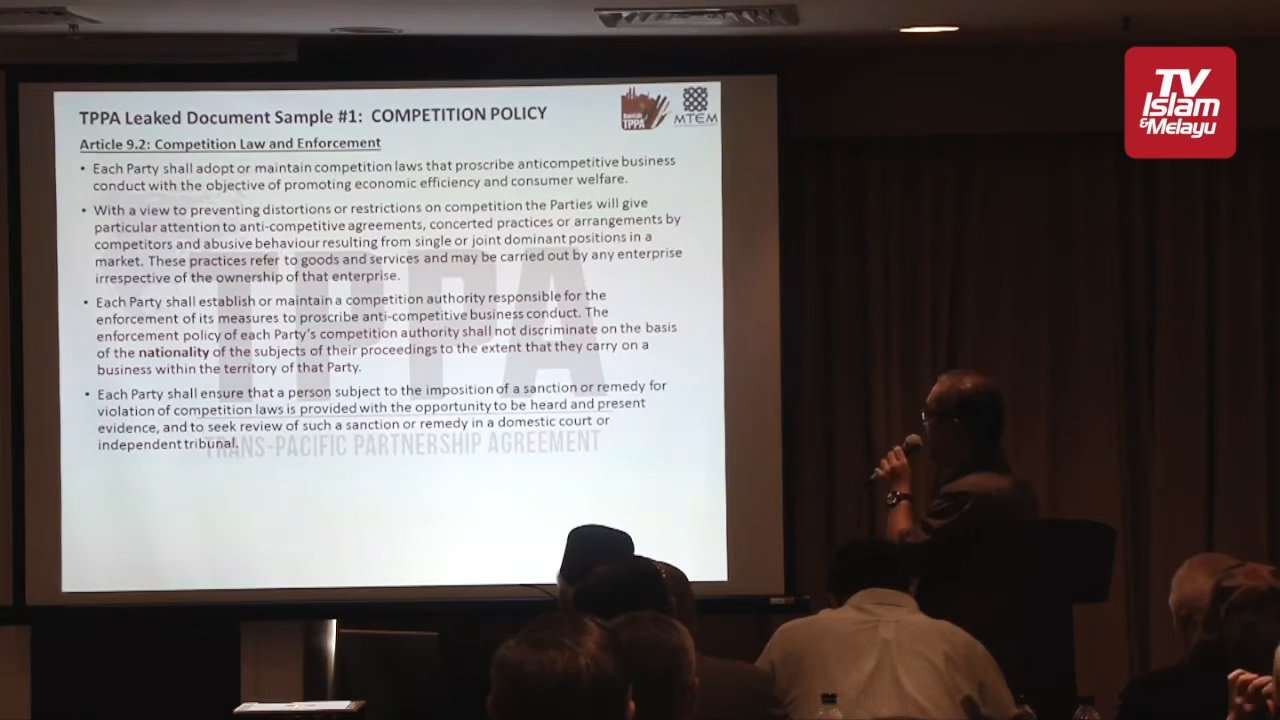 TPPA Leaked Document Sample #1: COMPETITION POLICY
TPPA
MTEM
TV
Islam
&Melayu
Article 9.2: Competition Law and Enforcement
• Each Party shall adopt or maintain competition laws that proscribe anticompetitive business
conduct with the objective of promoting economic efficiency and consumer welfare.
• With a view to preventing distortions or restrictions on competition the Parties will give
particular attention to anti-competitive agreements, concerted practices or arrangements by
competitors and abusive behaviour resulting from single or joint dominant positions in a
market. These practices refer to goods and services and may be carried out by any enterprise
irrespective of the ownership of that enterprise.
• Each Party shall establish or maintain a competition authority responsible for the
enforcement of its measures to proscribe anti-competitive business conduct. The
enforcement policy of each Party's competition authority shall not discriminate on the basis
of the nationality of the subjects of their proceedings to the extent that they carry on a
business within the territory of that Party.
• Each Party shall ensure that a person subject to the imposition of a sanction or remedy for
violation of competition laws is provided with the opportunity to be heard and present
evidence, and to seek review of such a sanction or remedy in a domestic court or
independent tribunal.
TPPA
TRANS-PACIFIC PARTNERSHIP AGREEMENT